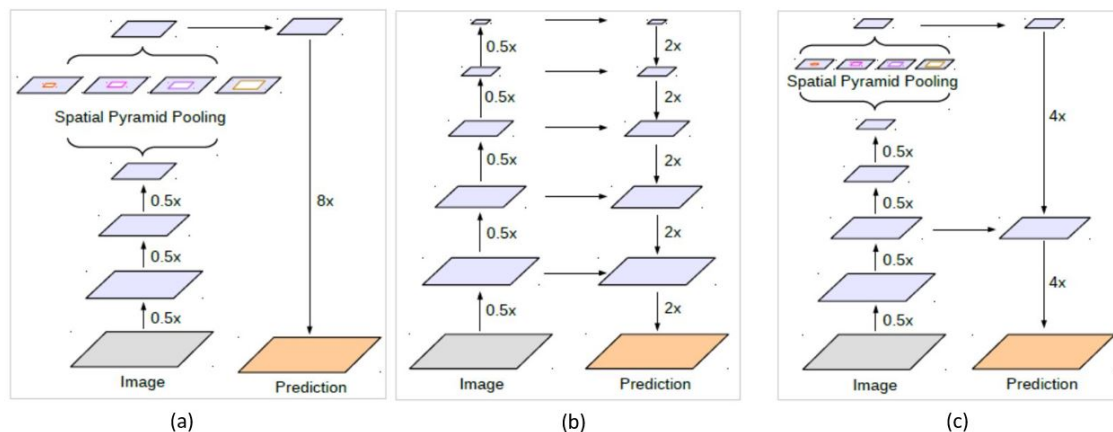 Spatial Pyramid Pooling
0.5x
0.5x
0.5x
8x
Image
Prediction
(a)
0.5x
2x
0.5x
2x
0.5x
2x
0.5x
2x
0.5x
2x
Image
Prediction
(b)
Spatial Pyramid Pooling
4x
0.5x
0.5x
0.5x
4x
0.5x
Image
Prediction
(c)